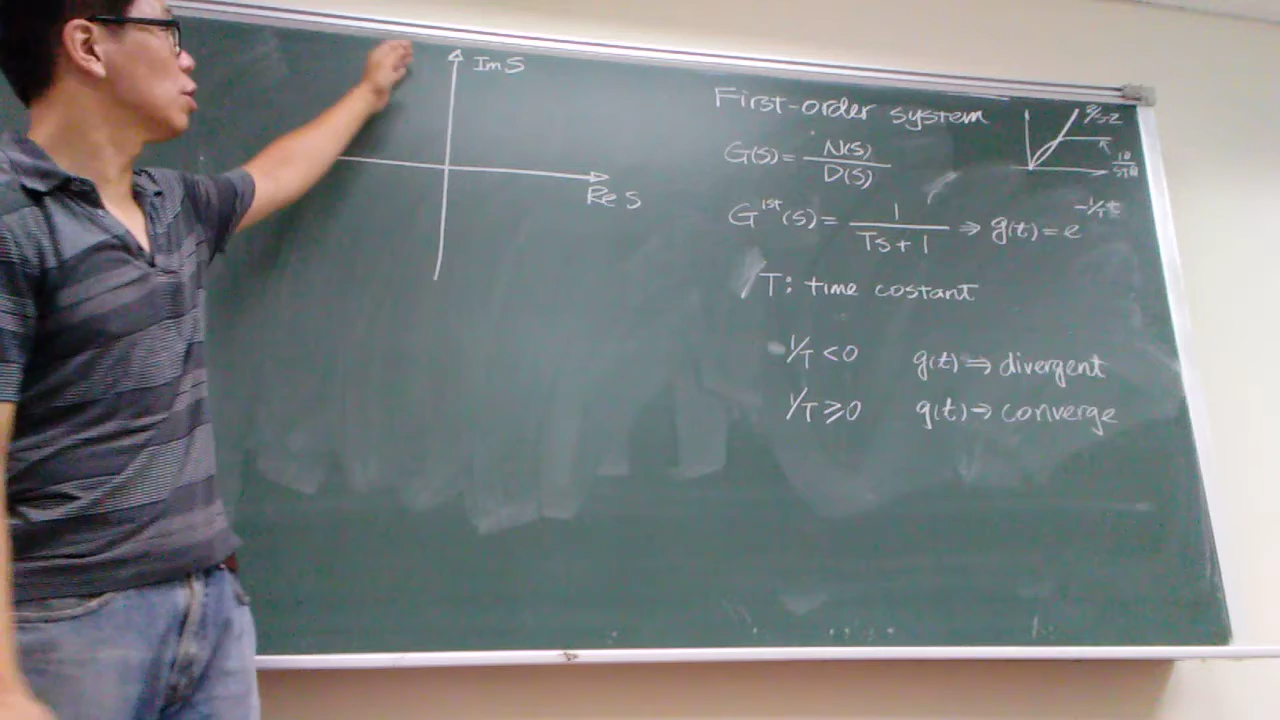 Im S
Re S
First-order system
G(s) = N(s) / D(s)
G^1st(s) = 1 / Ts+1 ⇒ g(t) = e^-1/T t
T: time costant
1/T < 0 g(t) ⇒ divergent
1/T ⩾ 0 g(t) → converge